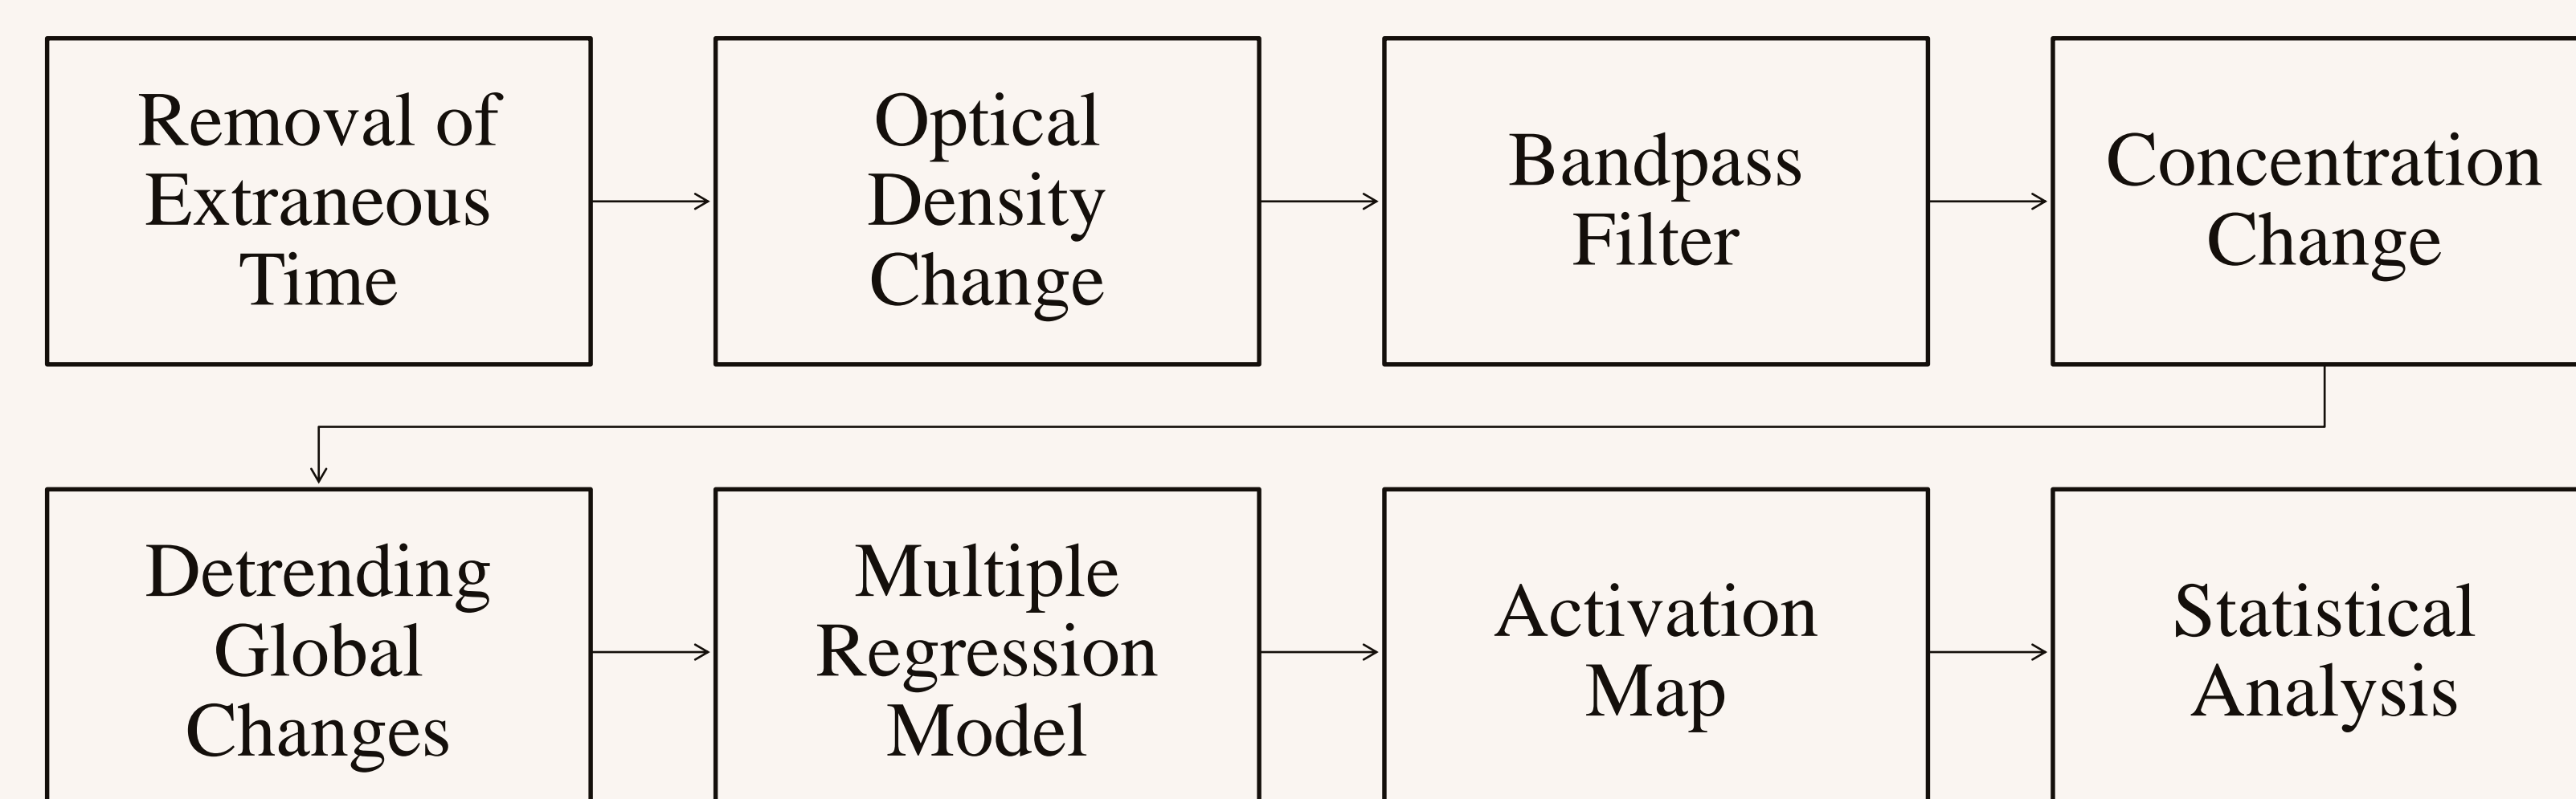 Removal of
Extraneous
Time
Optical
Density
Change
Bandpass
Filter
Concentration
Change
Detrending
Global
Changes
Multiple
Regression
Model
Activation
Map
Statistical
Analysis